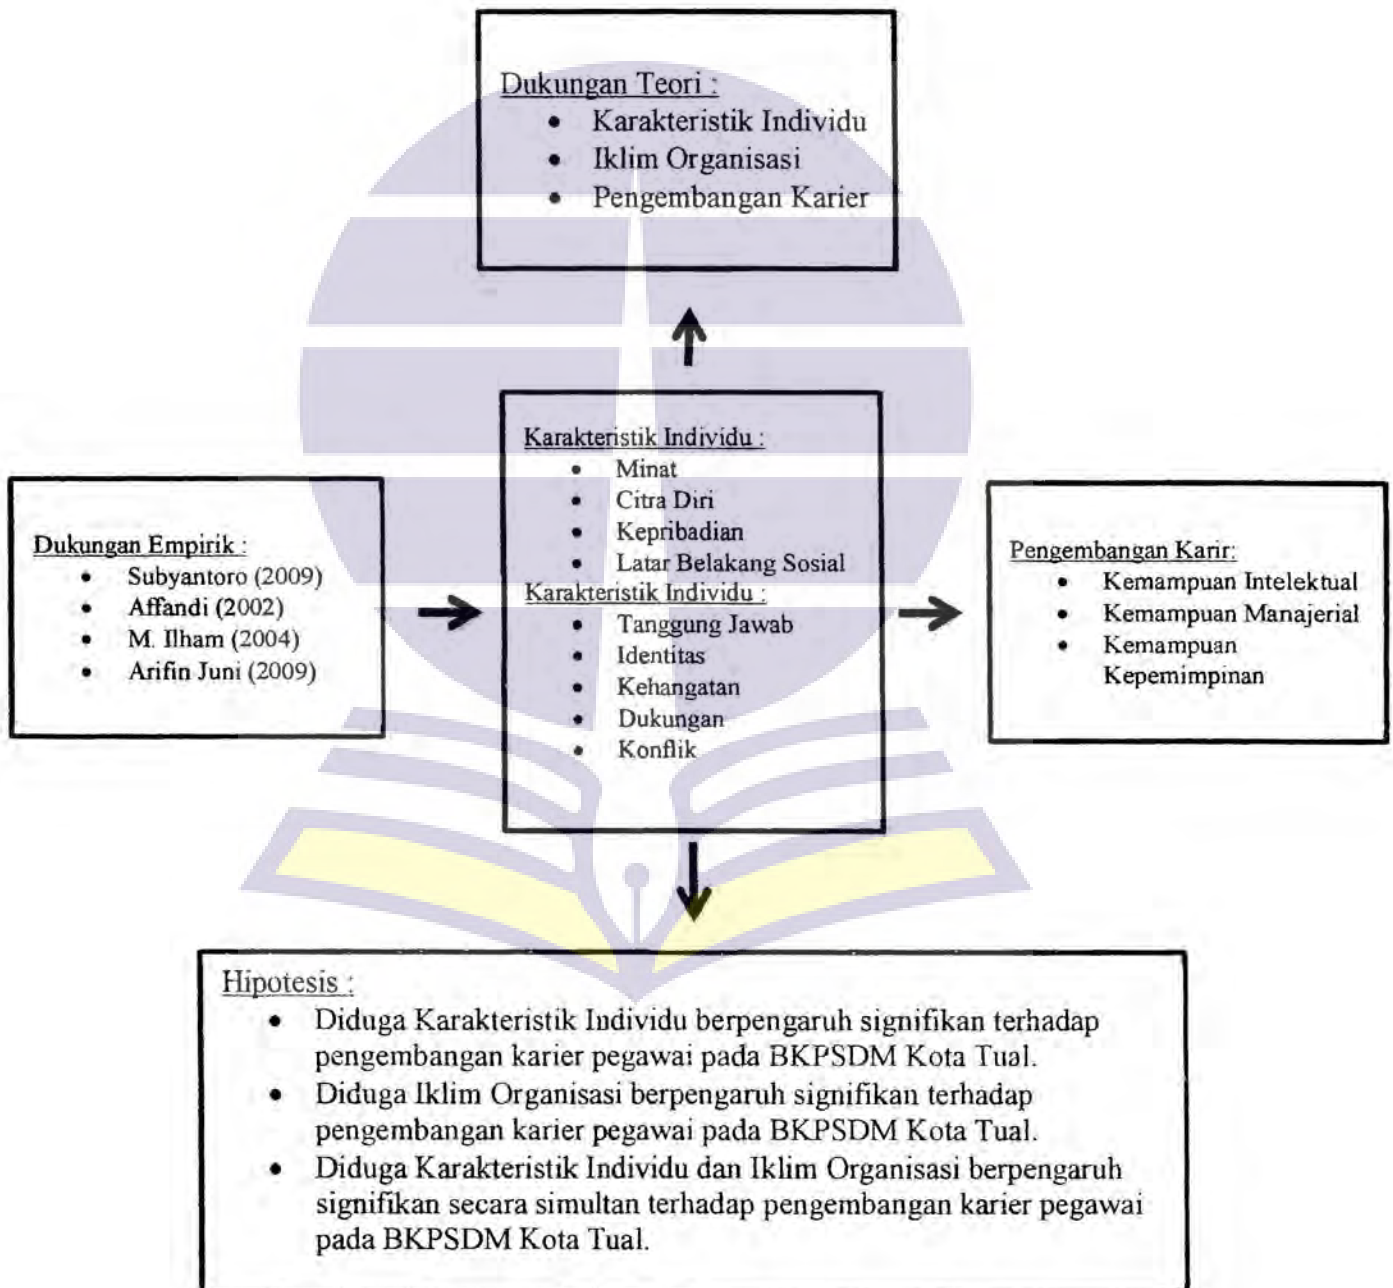 Dukungan Teori :
• Karakteristik Individu
• Iklim Organisasi
• Pengembangan Karier
Dukungan Empirik :
• Subyantoro (2009)
• Affandi (2002)
• M. Ilham (2004)
• Arifin Juni (2009)
Karakteristik Individu :
• Minat
• Citra Diri
• Kepribadian
• Latar Belakang Sosial
Karakteristik Individu :
• Tanggung Jawab
• Identitas
• Kehangatan
• Dukungan
• Konflik
Pengembangan Karir:
• Kemampuan Intelektual
• Kemampuan Manajerial
• Kemampuan
Kepemimpinan
Hipotesis :
• Diduga Karakteristik Individu berpengaruh signifikan terhadap
pengembangan karier pegawai pada BKPSDM Kota Tual.
• Diduga Iklim Organisasi berpengaruh signifikan terhadap
pengembangan karier pegawai pada BKPSDM Kota Tual.
• Diduga Karakteristik Individu dan Iklim Organisasi berpengaruh
signifikan secara simultan terhadap pengembangan karier pegawai
pada BKPSDM Kota Tual.